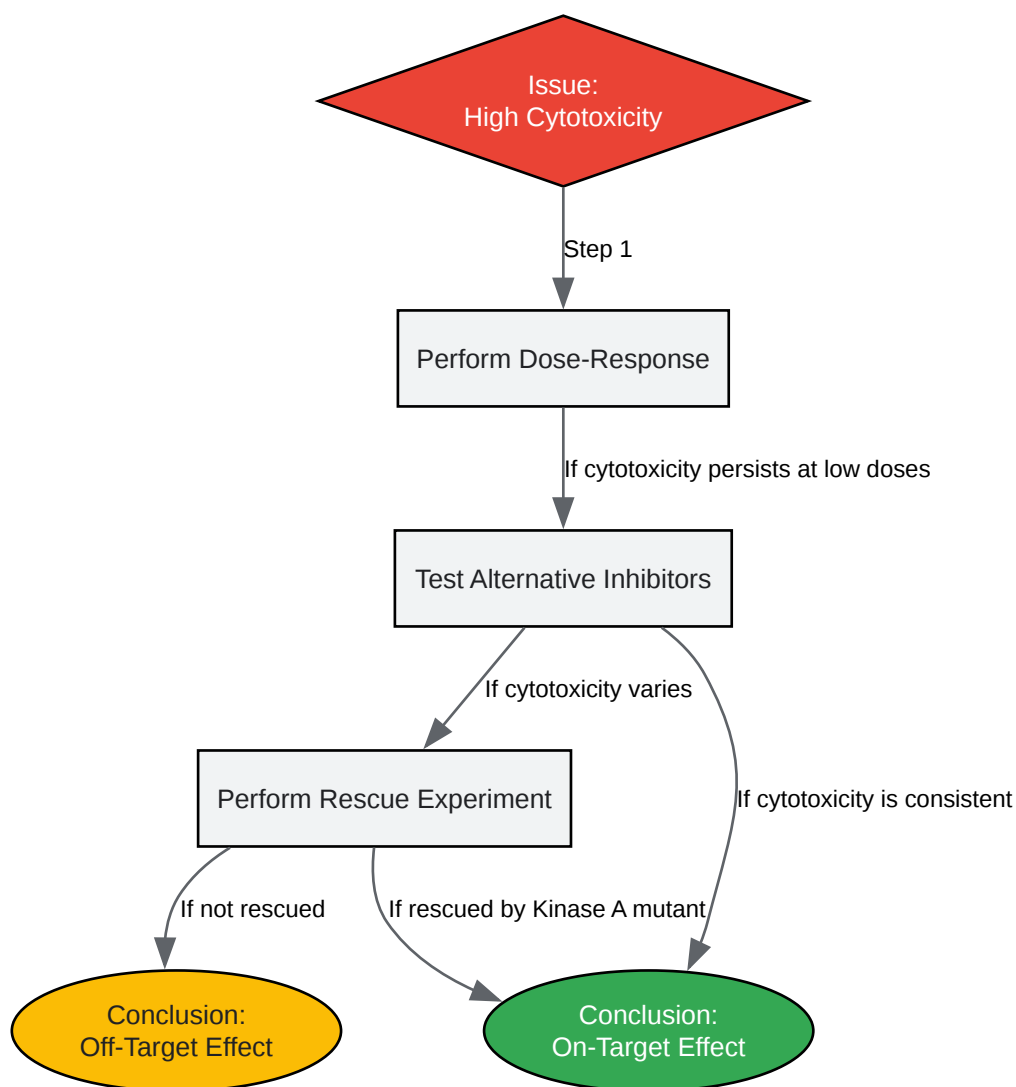 Issue:
High Cytotoxicity
Step 1
Perform Dose-Response
If cytotoxicity persists at low doses
Test Alternative Inhibitors
If cytotoxicity varies
Perform Rescue Experiment
If cytotoxicity is consistent
If not rescued
If rescued by Kinase A mutant
Conclusion:
Off-Target Effect
Conclusion:
On-Target Effect